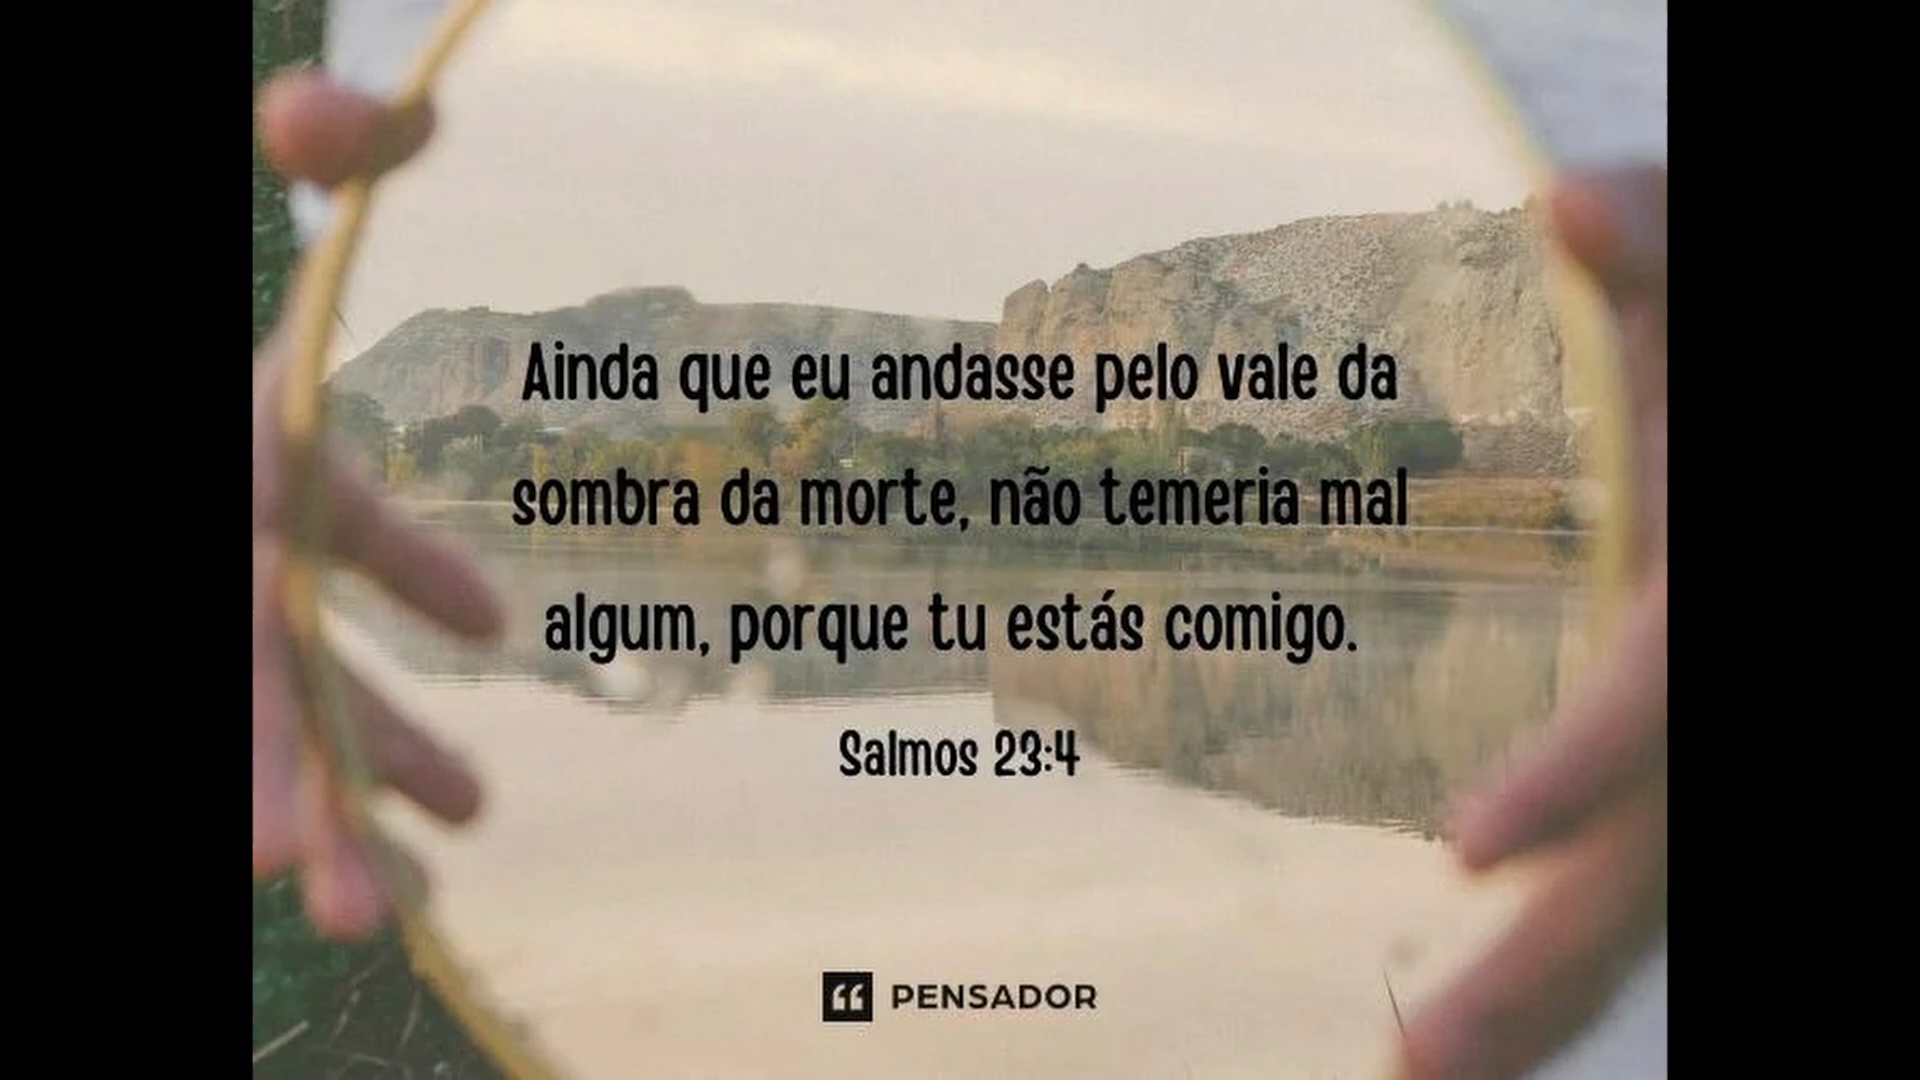 Ainda que eu andasse pelo vale da
sombra da morte, não temeria mal
algum, porque tu estás comigo.
Salmos 23:4
PENSADOR